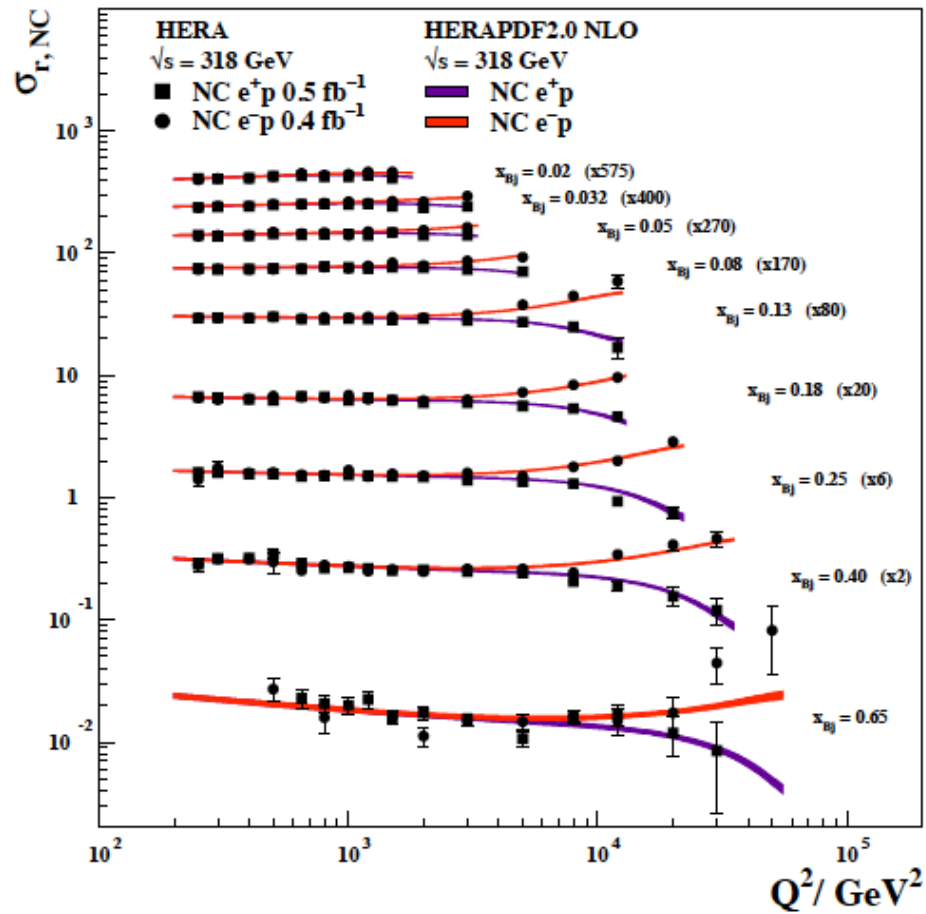 σr, NC
HERA
√s = 318 GeV
NC e⁺p 0.5 fb⁻¹
NC e⁻p 0.4 fb⁻¹
HERAPDF2.0 NLO
√s = 318 GeV
NC e⁺p
NC e⁻p
10³
10²
10
1
10⁻¹
10⁻²
xBj = 0.02 (x575)
xBj = 0.032 (x400)
xBj = 0.05 (x270)
xBj = 0.08 (x170)
xBj = 0.13 (x80)
xBj = 0.18 (x20)
xBj = 0.25 (x6)
xBj = 0.40 (x2)
xBj = 0.65
10² 10³ 10⁴ 10⁵
Q²/ GeV²